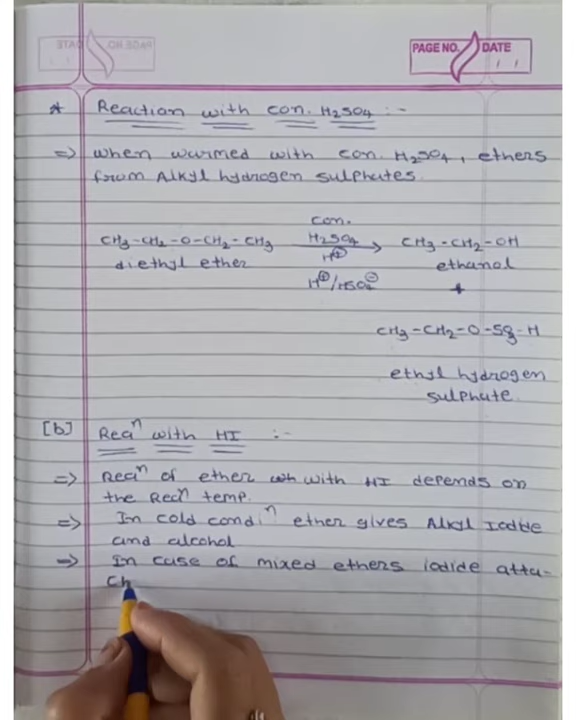 PAGE NO. DATE
* Reaction with con. H2SO4 :-
=> when warmed with con. H2SO4, ethers
from Alkyl hydrogen sulphates.
con.
CH3-CH2-O-CH2-CH3 H2SO4 CH3-CH2-OH
diethyl ether H⊕ ethanol
H⊕/HSO4⊖ +
CH3-CH2-O-SO3-H
ethyl hydrogen
sulphate.
[b] Reaⁿ with HI :-
=> Reaⁿ of ether wh with HI depends on
the Reaⁿ temp.
=> In cold condiⁿ ether gives Alkyl Iodide
and alcohol
=> In case of mixed ethers iodide atta-
ch